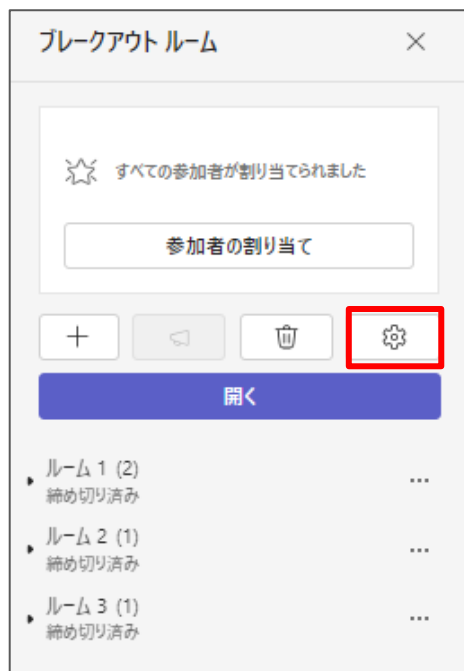 ブレークアウト ルーム
すべての参加者が割り当てられました
参加者の割り当て
開く
ルーム 1 (2)
締め切り済み
ルーム 2 (1)
締め切り済み
ルーム 3 (1)
締め切り済み